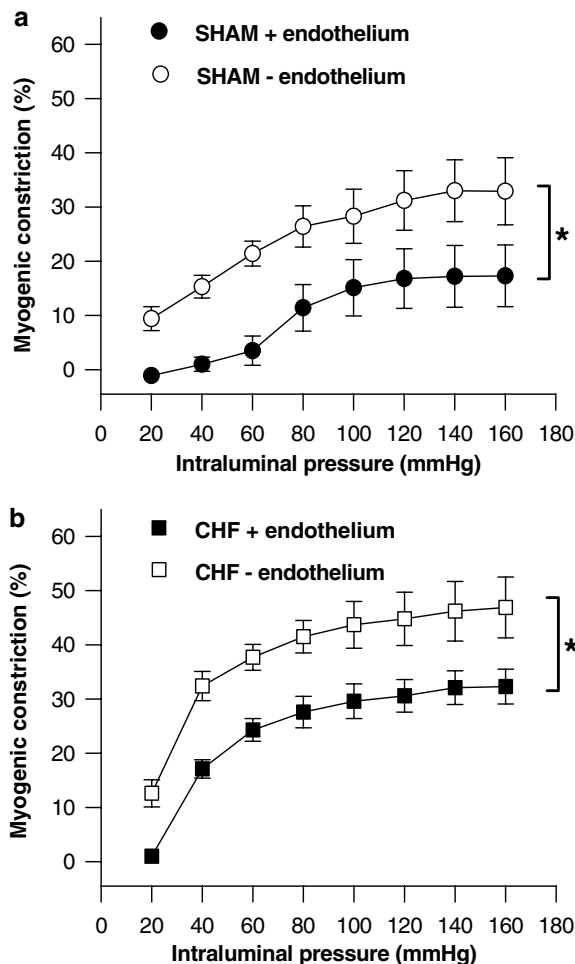 a
SHAM + endothelium
SHAM - endothelium
Myogenic constriction (%)
60
50
40
30
20
10
0
*
0 20 40 60 80 100 120 140 160 180
Intraluminal pressure (mmHg)
b
CHF + endothelium
CHF - endothelium
Myogenic constriction (%)
60
50
40
30
20
10
0
*
0 20 40 60 80 100 120 140 160 180
Intraluminal pressure (mmHg)